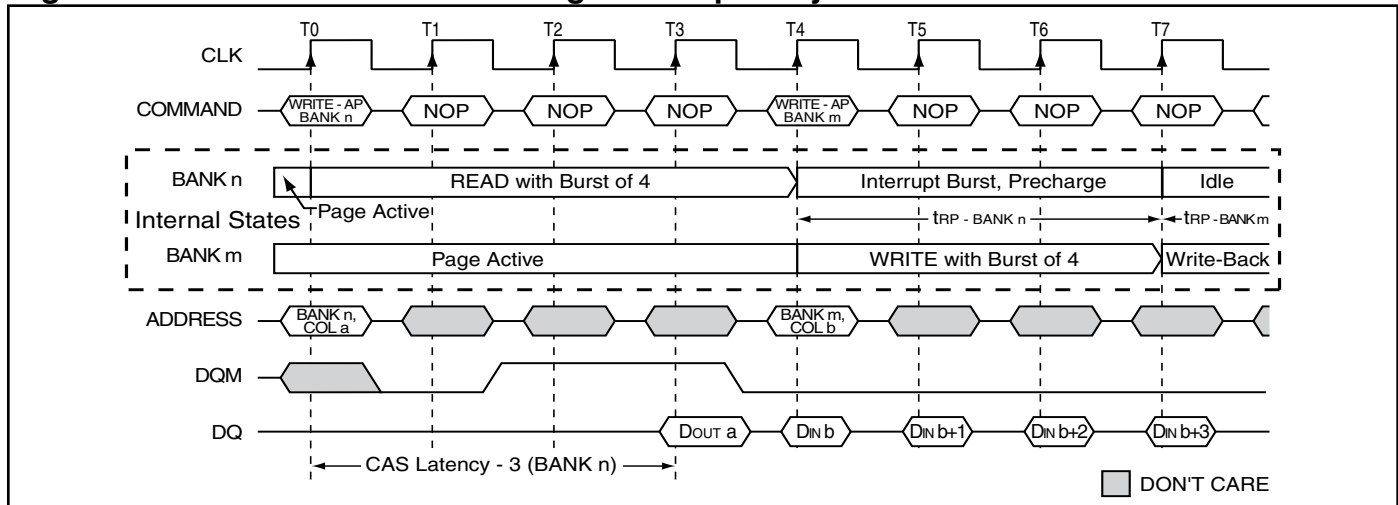 T0 T1 T2 T3 T4 T5 T6 T7
CLK
COMMAND WRITE - AP BANK n NOP NOP NOP WRITE - AP BANK m NOP NOP NOP
BANK n READ with Burst of 4 Interrupt Burst, Precharge Idle
Internal States Page Active tRP - BANK n tRP - BANK m
BANK m Page Active WRITE with Burst of 4 Write-Back
ADDRESS BANK n, COL a BANK m, COL b
DQM
DQ DOUT a DIN b DIN b+1 DIN b+2 DIN b+3
CAS Latency - 3 (BANK n)
DON'T CARE